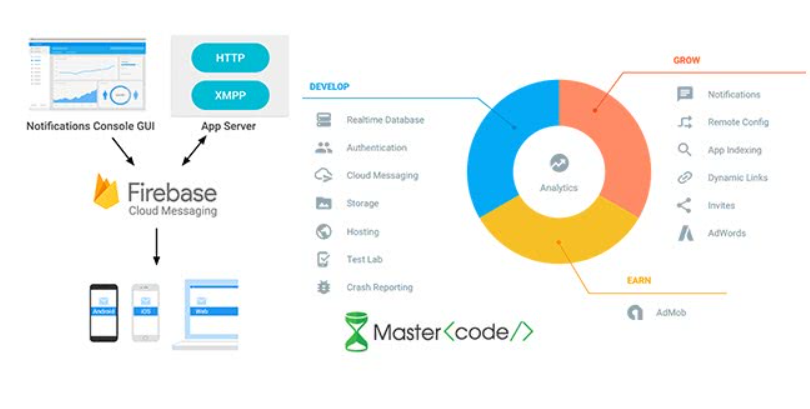 HTTP
XMPP
Notifications Console GUI
App Server
Firebase
Cloud Messaging
Android
iOS
Web
DEVELOP
Realtime Database
Authentication
Cloud Messaging
Storage
Hosting
Test Lab
Crash Reporting
Analytics
GROW
Notifications
Remote Config
App Indexing
Dynamic Links
Invites
AdWords
EARN
AdMob
Master<code/>